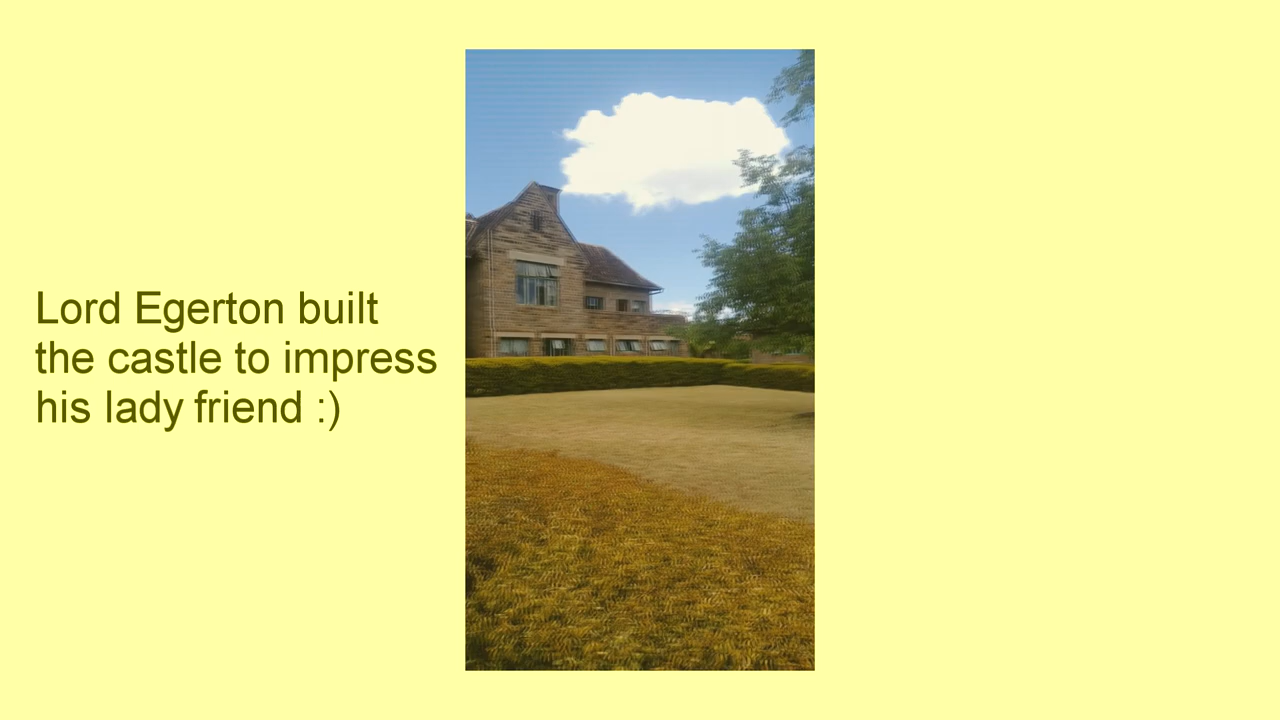 Lord Egerton built
the castle to impress
his lady friend :)